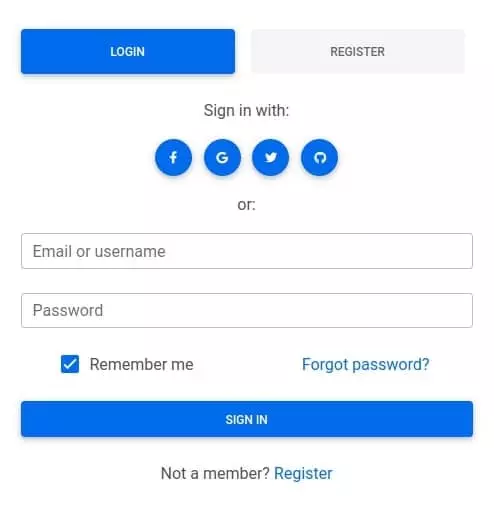 LOGIN REGISTER
Sign in with:
or:
Email or username
Password
Remember me Forgot password?
SIGN IN
Not a member? Register